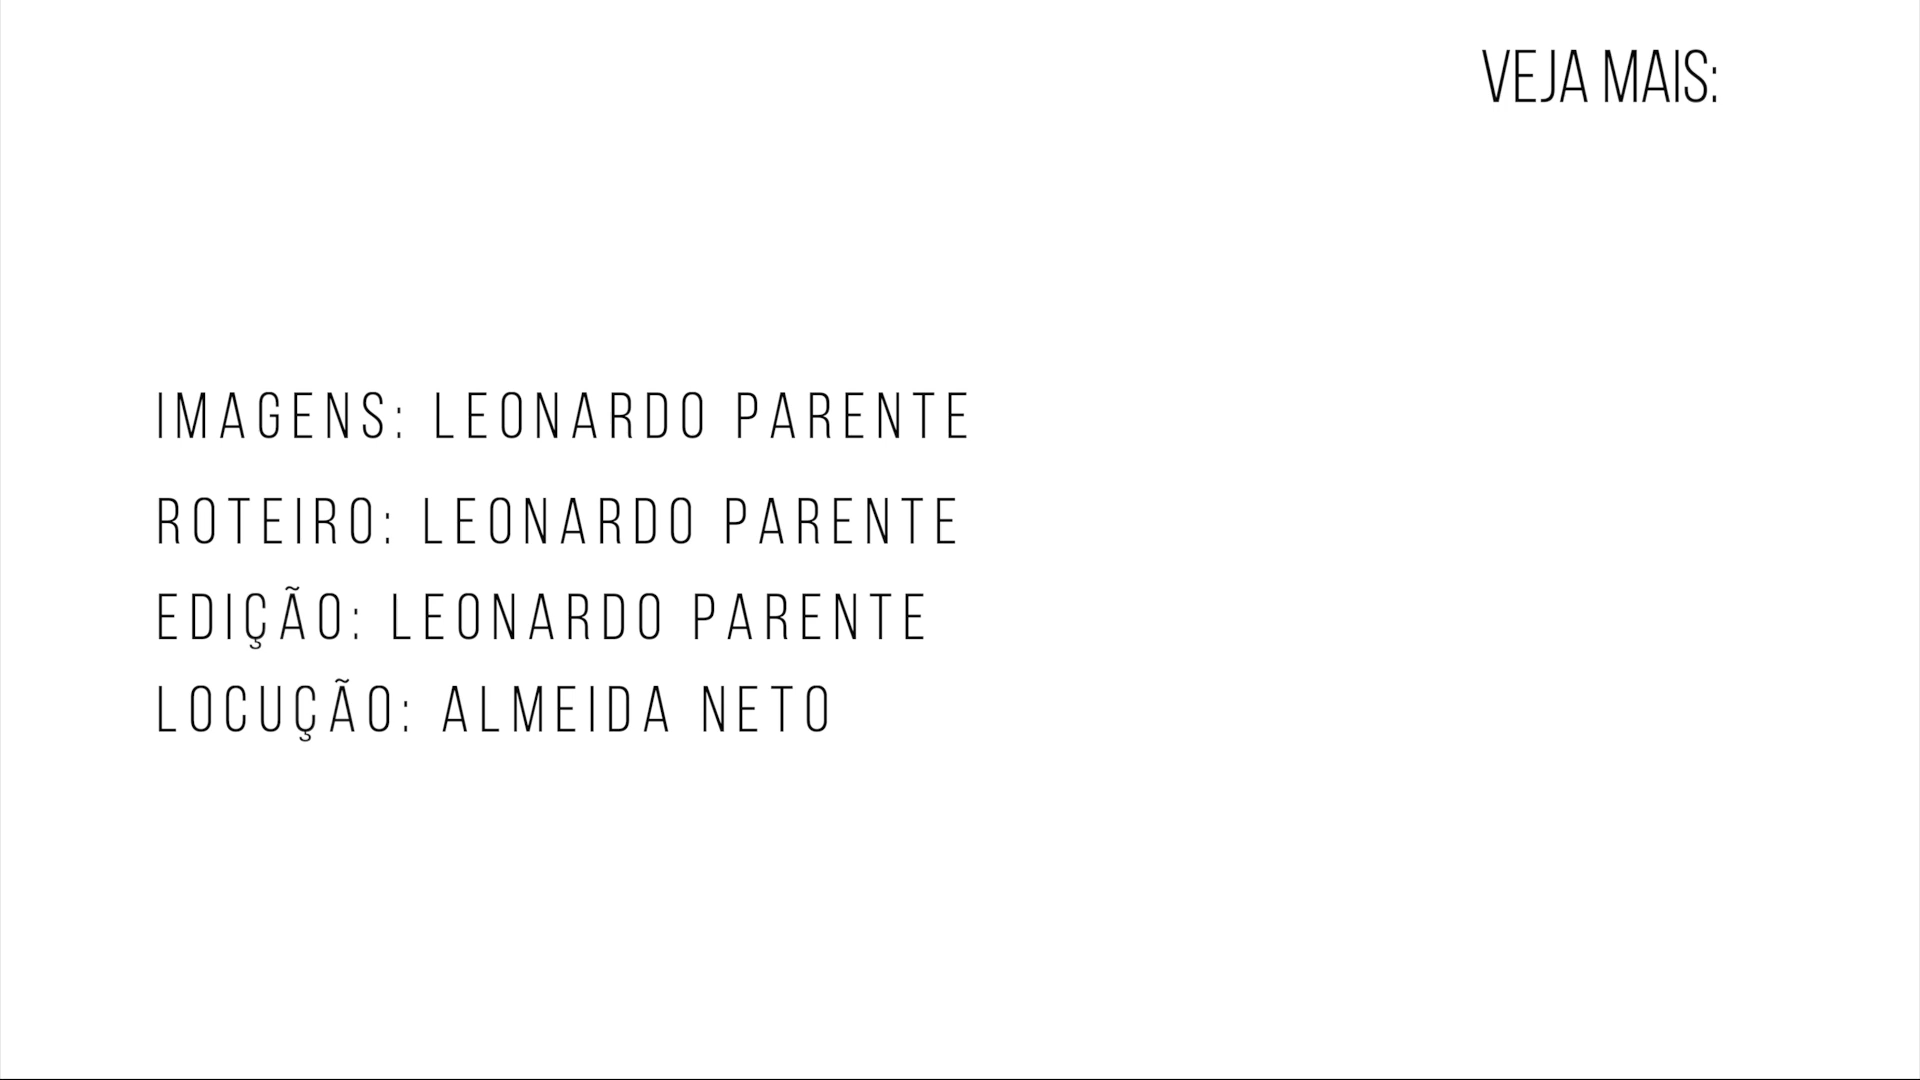 VEJA MAIS:
IMAGENS: LEONARDO PARENTE
ROTEIRO: LEONARDO PARENTE
EDIÇÃO: LEONARDO PARENTE
LOCUÇÃO: ALMEIDA NETO